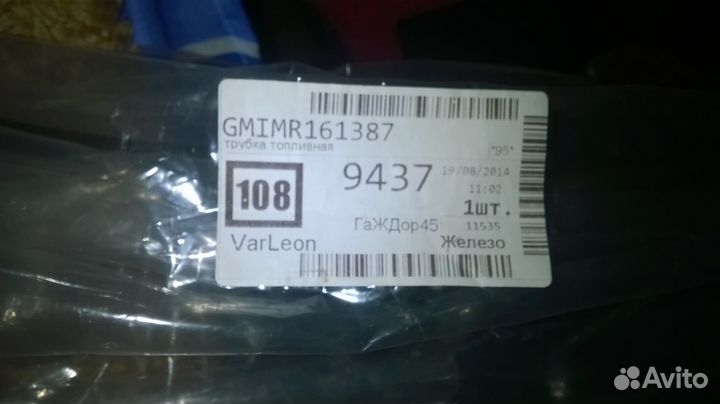 GMIMR161387
трубка топливная
"95"
108
9437
19/08/2014
11:02
1шт.
ГаЖДор45
11535
VarLeon
Железо
Avito